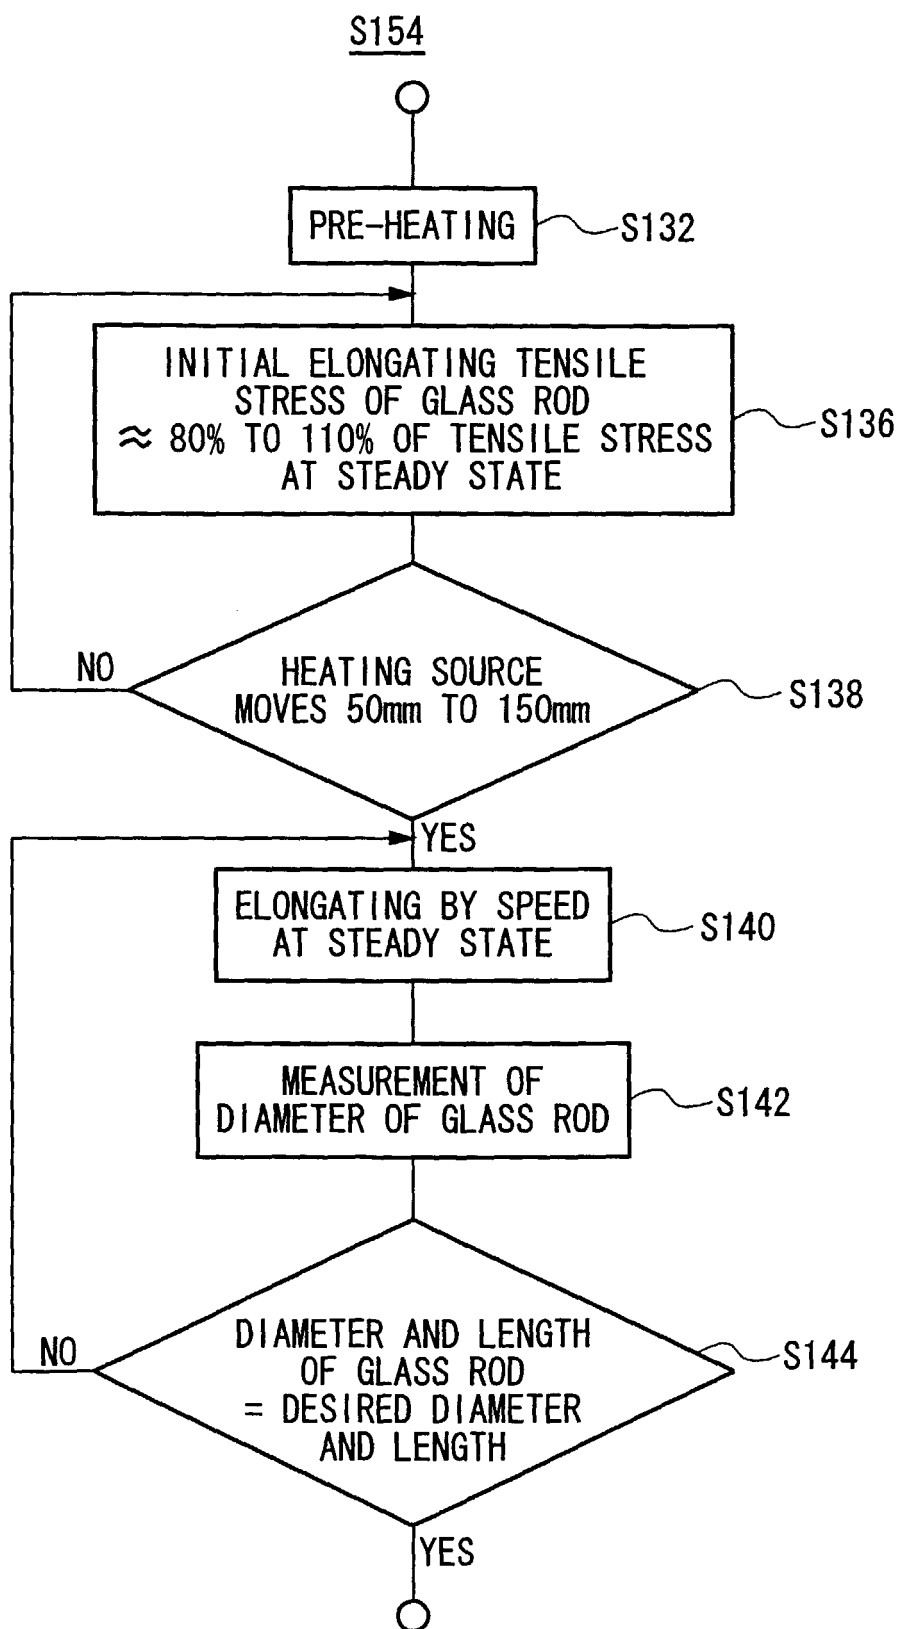 S154
PRE-HEATING
S132
INITIAL ELONGATING TENSILE
STRESS OF GLASS ROD
≈ 80% TO 110% OF TENSILE STRESS
AT STEADY STATE
S136
HEATING SOURCE
MOVES 50mm TO 150mm
NO
S138
YES
ELONGATING BY SPEED
AT STEADY STATE
S140
MEASUREMENT OF
DIAMETER OF GLASS ROD
S142
DIAMETER AND LENGTH
OF GLASS ROD
= DESIRED DIAMETER
AND LENGTH
NO
S144
YES